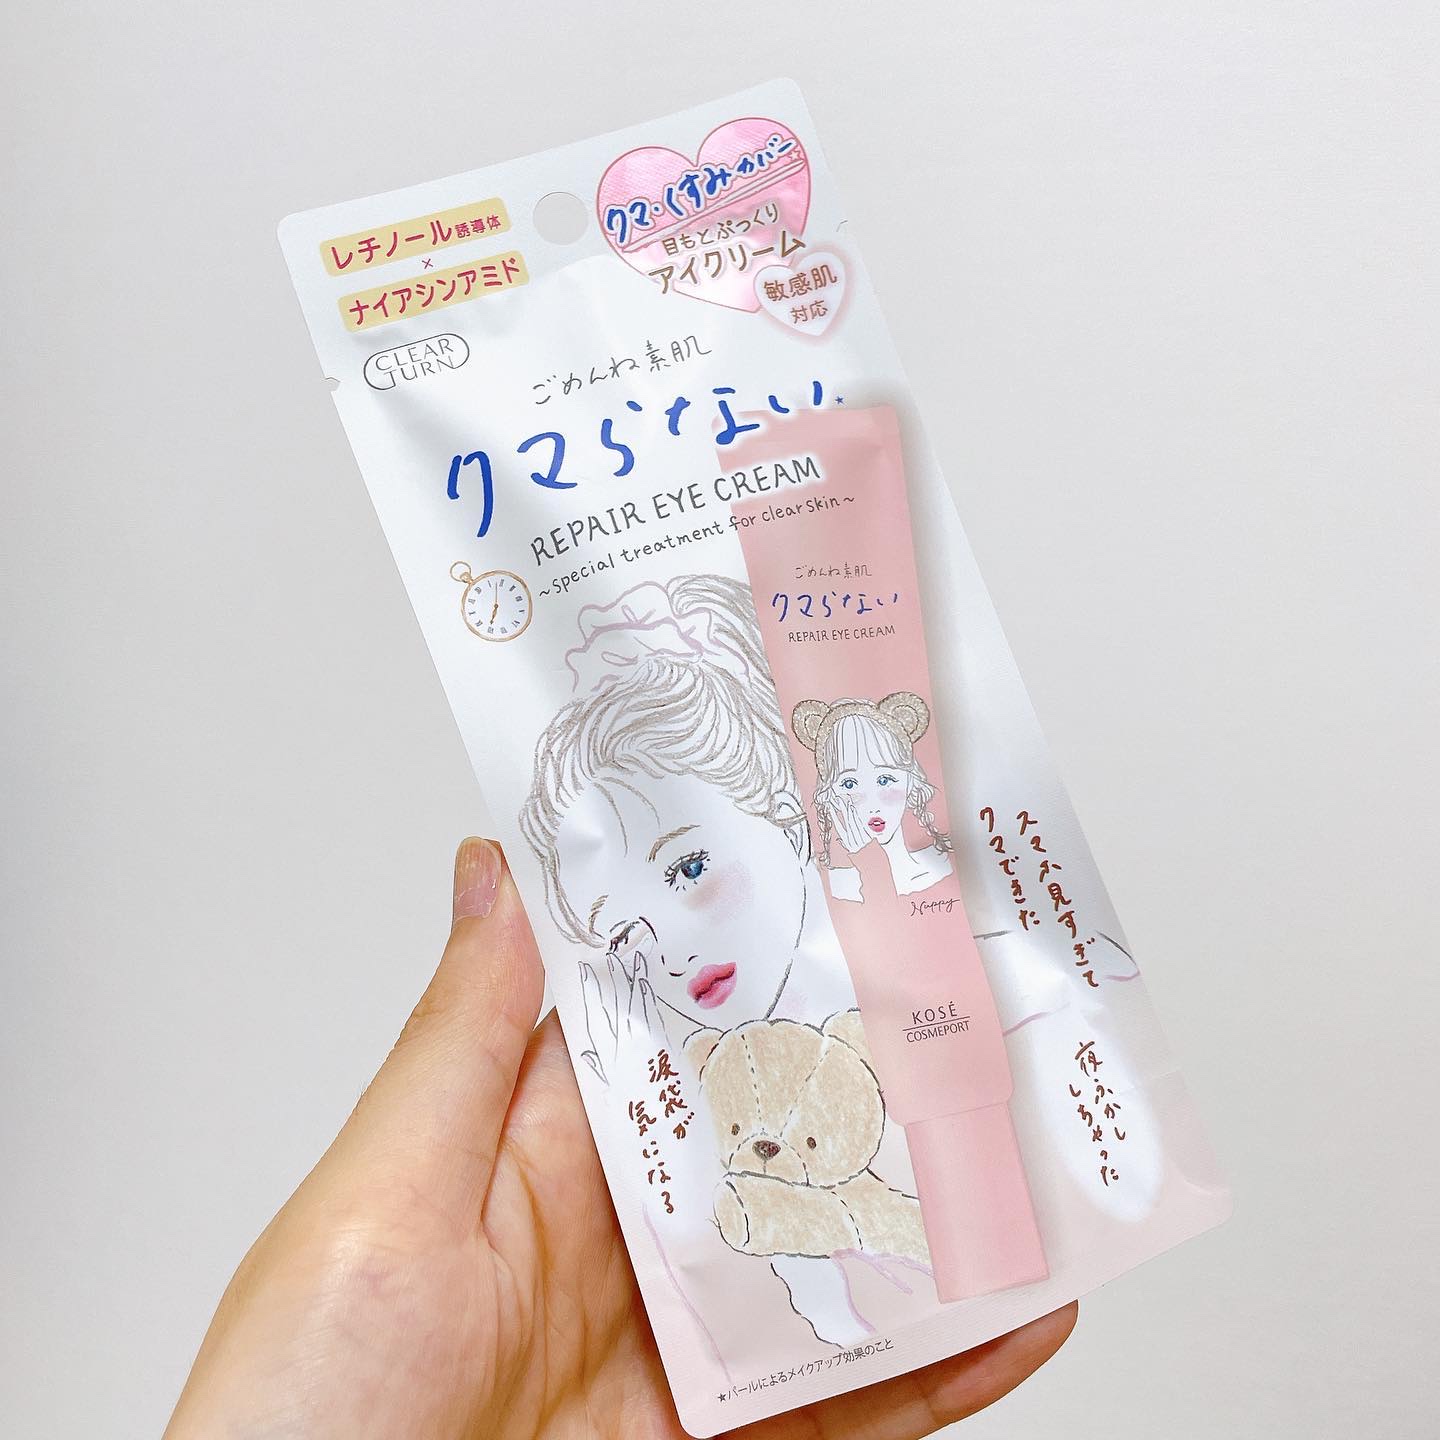 レチノール誘導体
×
ナイアシンアミド
クマ・くすみカバー☆
目もとぷっくり
アイクリーム
敏感肌
対応
CLEAR
TURN
ごめんね素肌
クマらない★
REPAIR EYE CREAM
~special treatment for clear skin~
ごめんね素肌
クマらない
REPAIR EYE CREAM
Nuppy
KOSÉ
COSMEPORT
スマホ見すぎて
クマできた
夜ふかし
しちゃった
涙袋が
気になる
★パールによるメイクアップ効果のこと